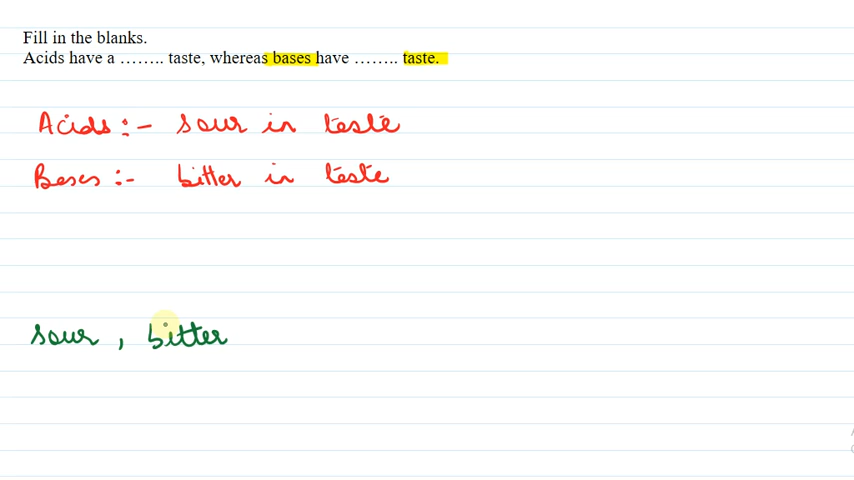 Fill in the blanks.
Acids have a …….. taste, whereas bases have …….. taste.
Acids :- sour in taste
Bases :- bitter in taste
sour , bitter